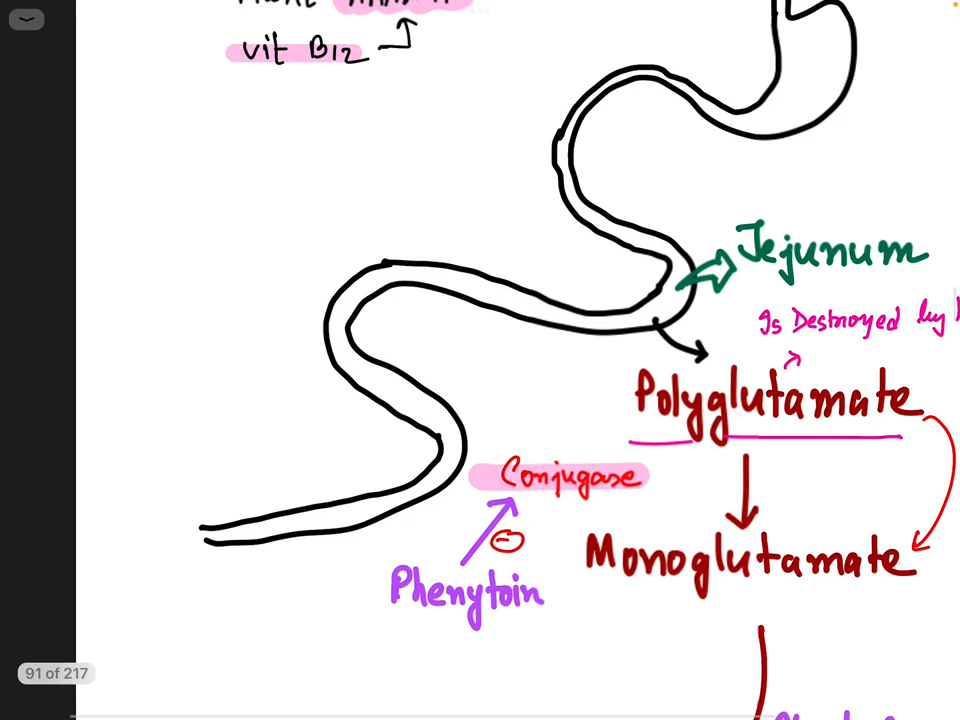 vit B12
Jejunum
Is Destroyed by
Polyglutamate
Conjugase
Monoglutamate
Phenytoin
91 of 217